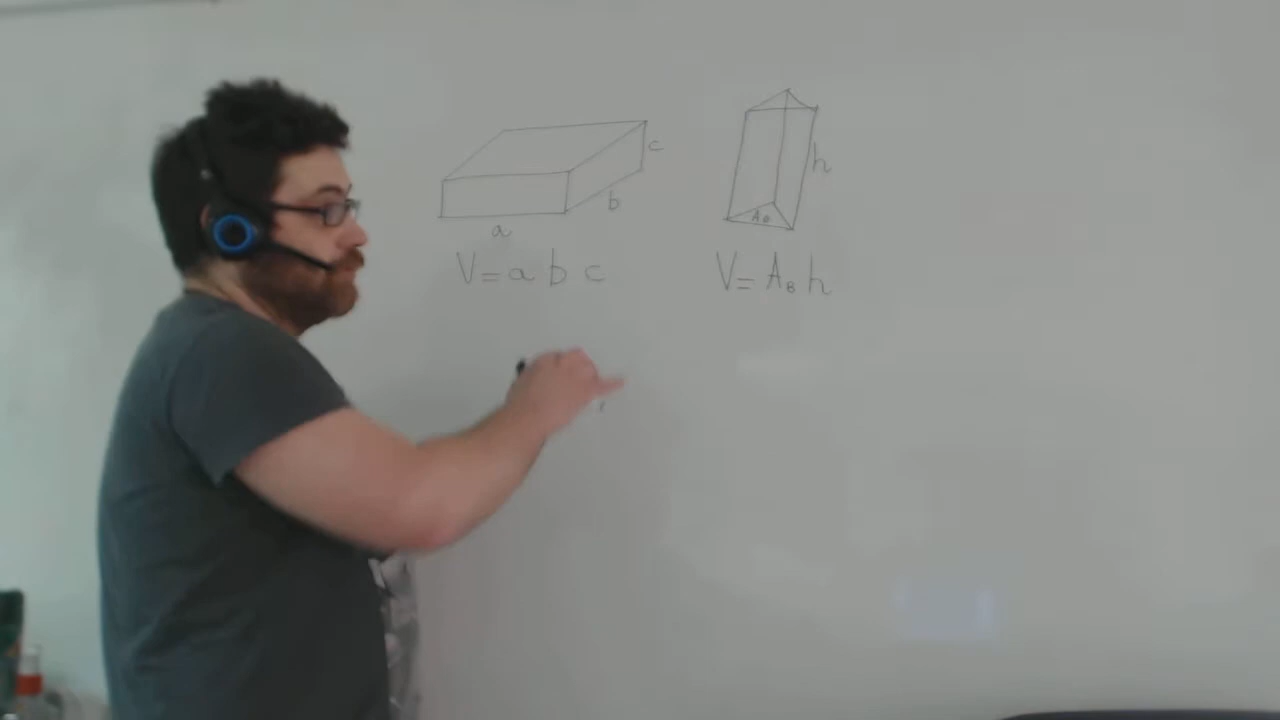 c
b
a
V = a b c
h
A_B
V = A_B h